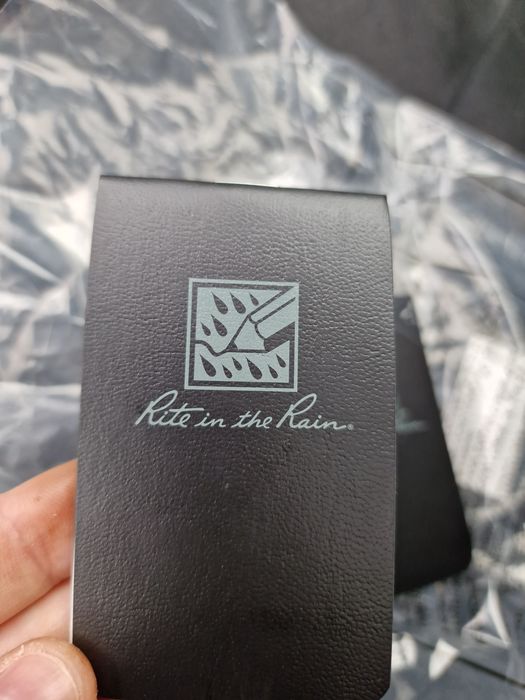 Rite in the Rain®